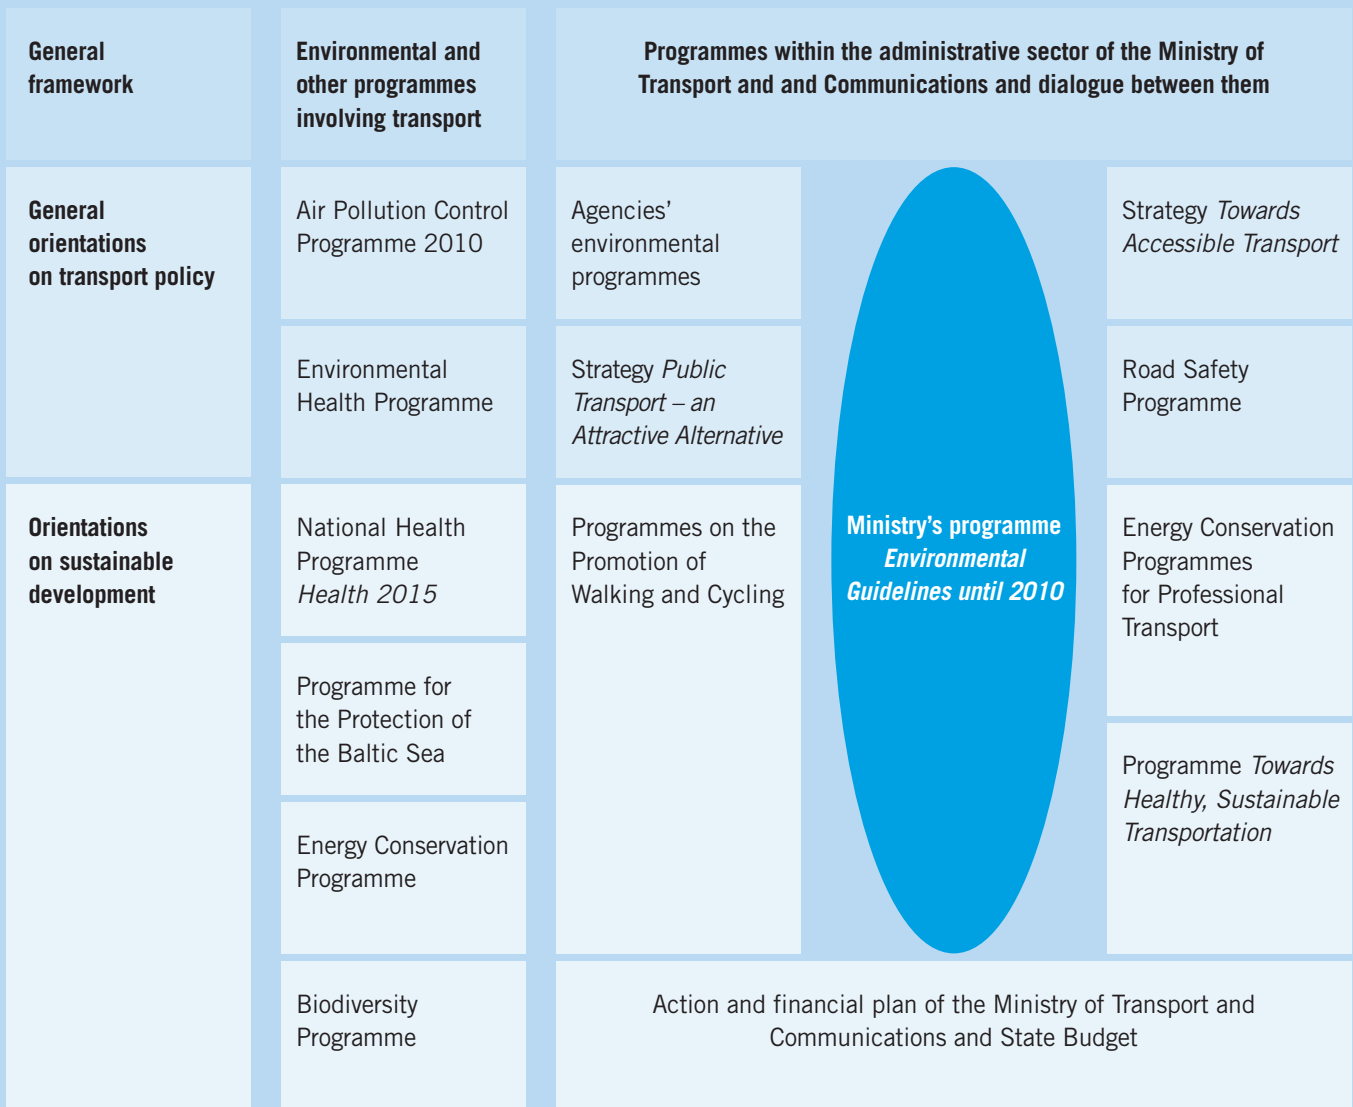 General
framework
Environmental and
other programmes
involving transport
Programmes within the administrative sector of the Ministry of
Transport and and Communications and dialogue between them
General
orientations
on transport policy
Air Pollution Control
Programme 2010
Agencies’
environmental
programmes
Strategy Towards
Accessible Transport
Environmental
Health Programme
Strategy Public
Transport – an
Attractive Alternative
Road Safety
Programme
Orientations
on sustainable
development
National Health
Programme
Health 2015
Programmes on the
Promotion of
Walking and Cycling
Ministry’s programme
Environmental
Guidelines until 2010
Energy Conservation
Programmes
for Professional
Transport
Programme for
the Protection of
the Baltic Sea
Programme Towards
Healthy, Sustainable
Transportation
Energy Conservation
Programme
Biodiversity
Programme
Action and financial plan of the Ministry of Transport and
Communications and State Budget